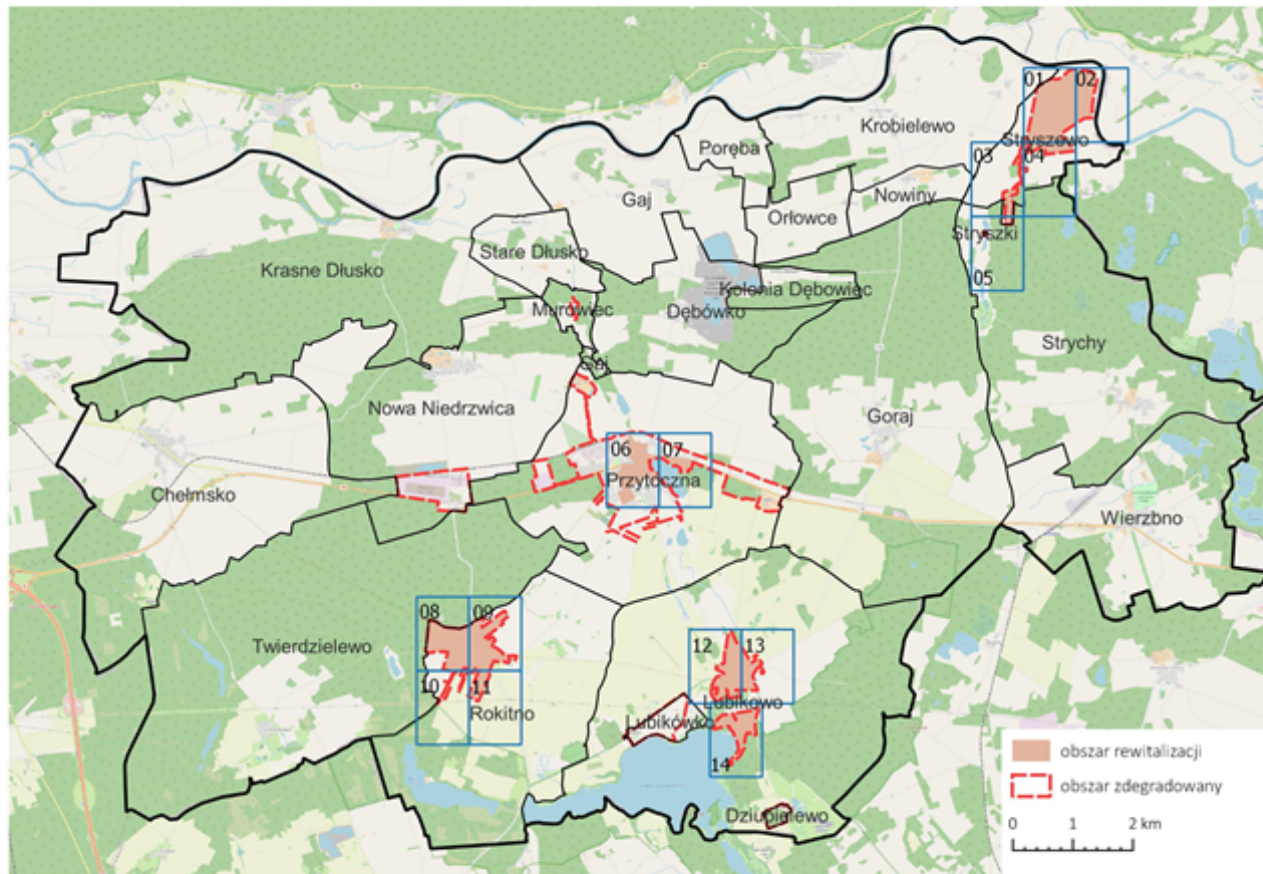 01
02
Krobielewo
Poręba
Stryszewo
03
04
Gaj
Nowiny
Orłowce
Stryszki
Stare Dłusko
Krasne Dłusko
05
Kolonia Dębowiec
Murowiec
Dębówko
Strychy
Gaj
Nowa Niedrzwica
Goraj
06
07
Przytoczna
Chełmsko
Wierzbno
08
09
Twierdzielewo
12
13
10
11
Rokitno
Lubikowo
Lubikówko
14
Dziubielewo
obszar rewitalizacji
obszar zdegradowany
0 1 2 km